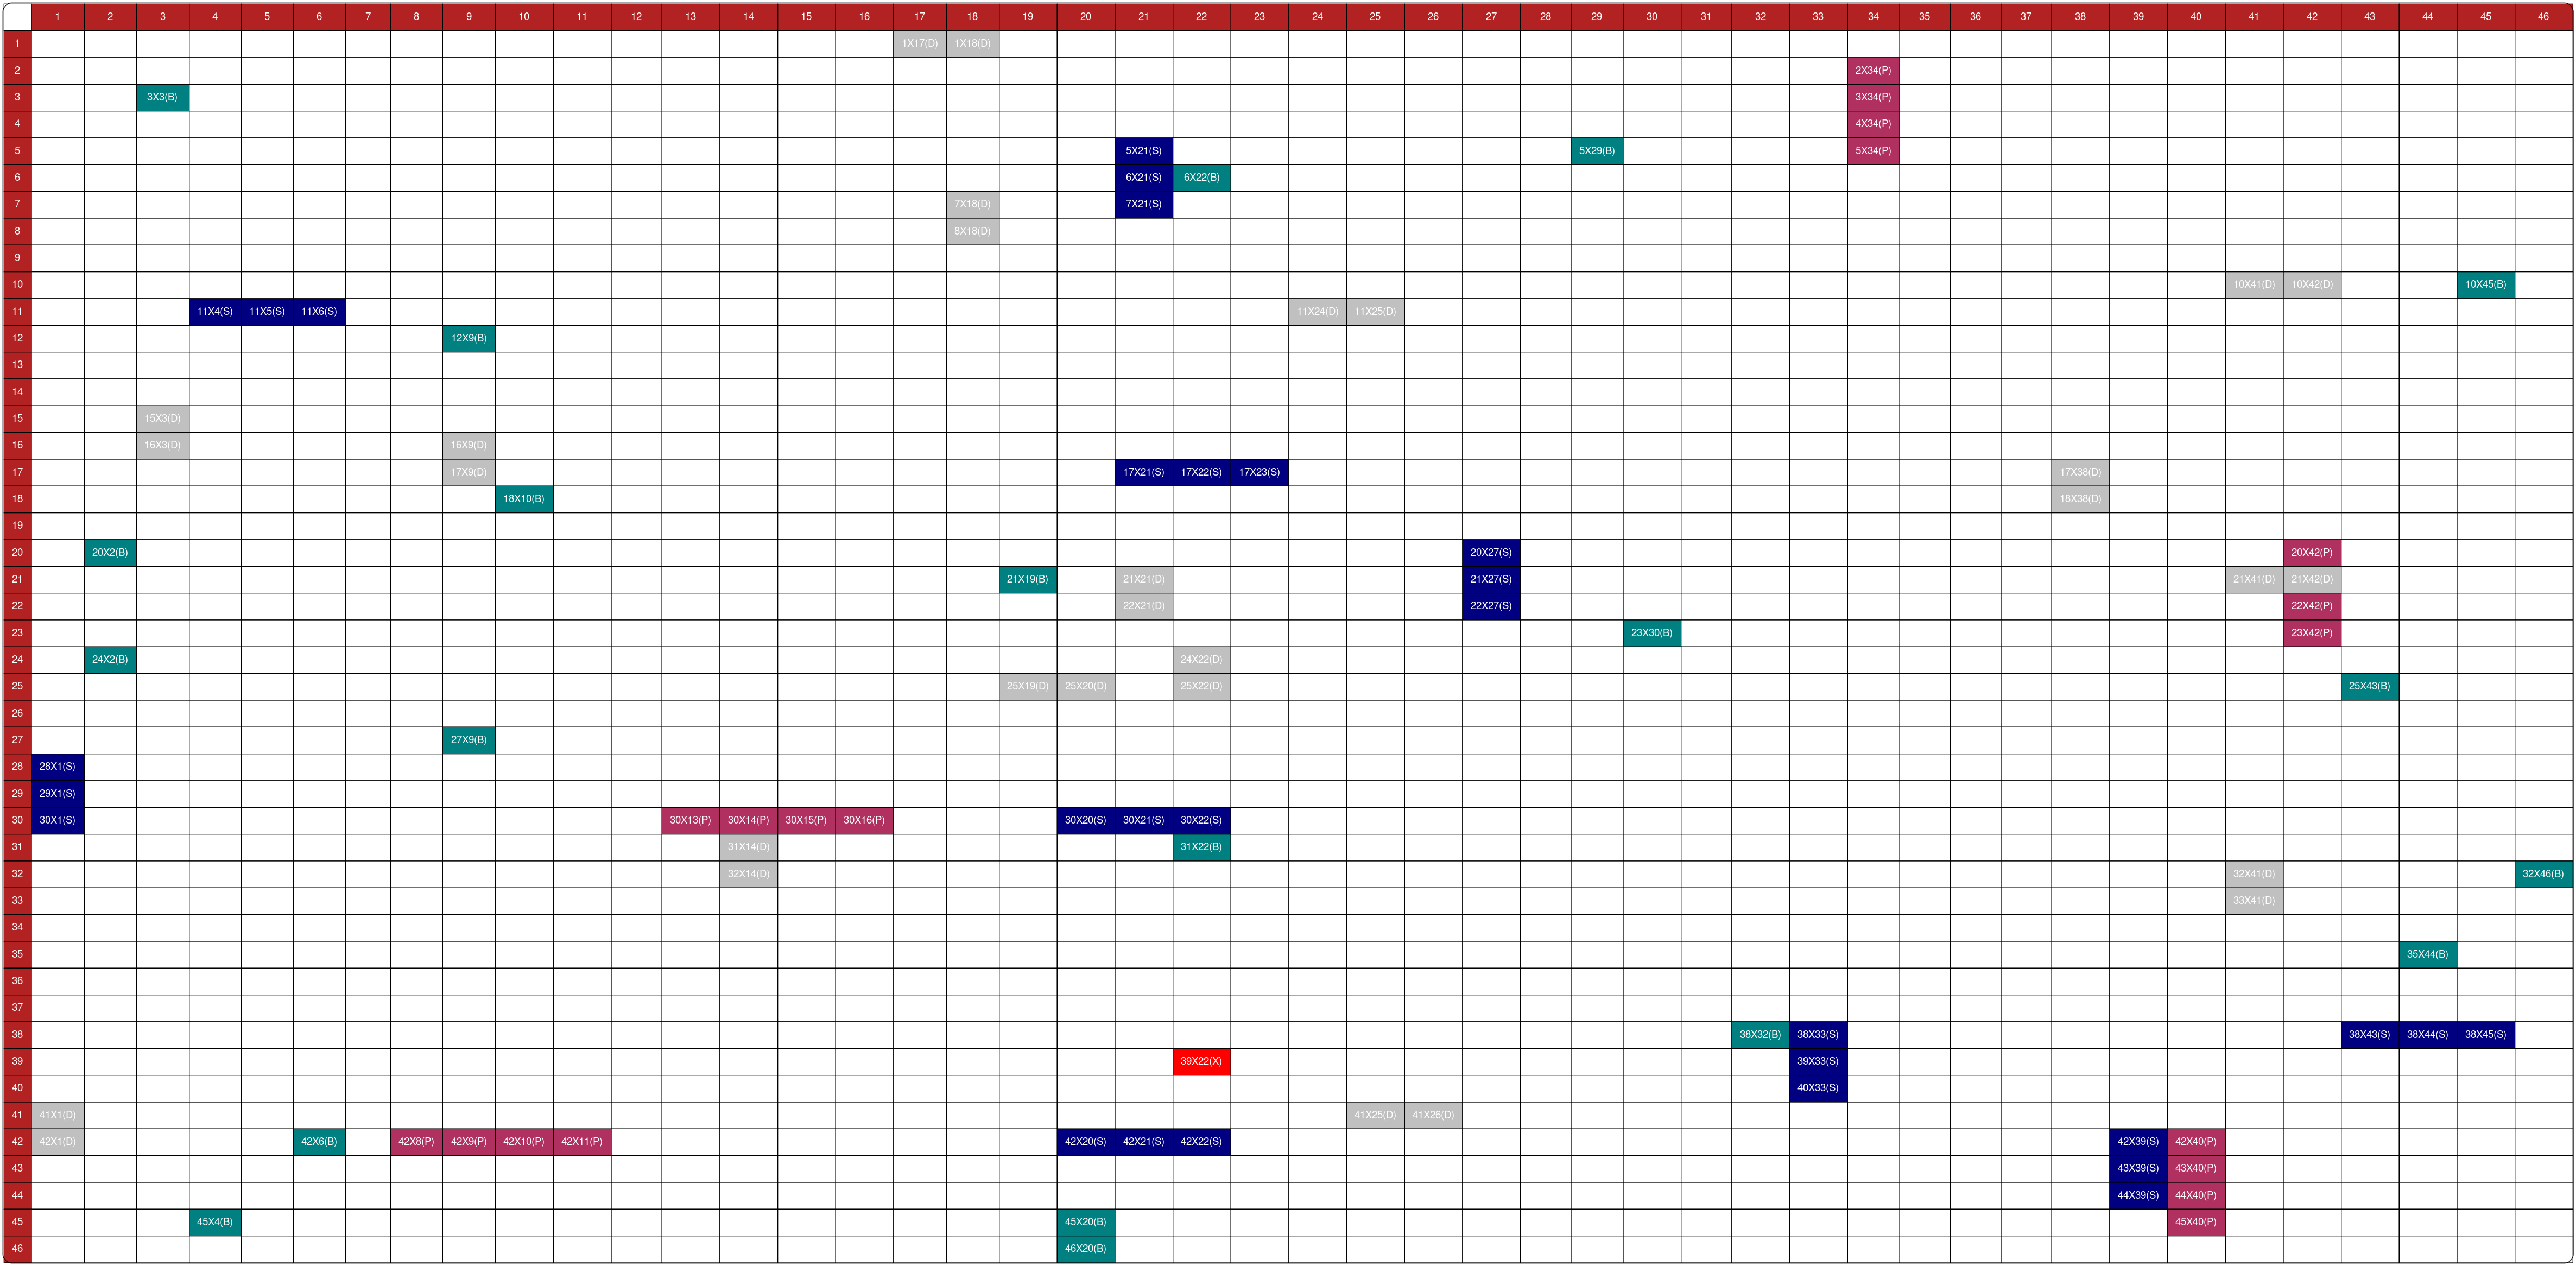 1 2 3 4 5 6 7 8 9 10 11 12 13 14 15 16 17 18 19 20 21 22 23 24 25 26 27 28 29 30 31 32 33 34 35 36 37 38 39 40 41 42 43 44 45 46
1 1X17(D) 1X18(D)
2 2X34(P)
3 3X3(B) 3X34(P)
4 4X34(P)
5 5X21(S) 5X29(B) 5X34(P)
6 6X21(S) 6X22(B)
7 7X18(D) 7X21(S)
8 8X18(D)
9
10 10X41(D) 10X42(D) 10X45(B)
11 11X4(S) 11X5(S) 11X6(S) 11X24(D) 11X25(D)
12 12X9(B)
13
14
15 15X3(D)
16 16X3(D) 16X9(D)
17 17X9(D) 17X21(S) 17X22(S) 17X23(S) 17X38(D)
18 18X10(B) 18X38(D)
19
20 20X2(B) 20X27(S) 20X42(P)
21 21X19(B) 21X21(D) 21X27(S) 21X41(D) 21X42(D)
22 22X21(D) 22X27(S) 22X42(P)
23 23X30(B) 23X42(P)
24 24X2(B) 24X22(D)
25 25X19(D) 25X20(D) 25X22(D) 25X43(B)
26
27 27X9(B)
28 28X1(S)
29 29X1(S)
30 30X1(S) 30X13(P) 30X14(P) 30X15(P) 30X16(P) 30X20(S) 30X21(S) 30X22(S)
31 31X14(D) 31X22(B)
32 32X14(D) 32X41(D) 32X46(B)
33 33X41(D)
34
35 35X44(B)
36
37
38 38X32(B) 38X33(S) 38X43(S) 38X44(S) 38X45(S)
39 39X22(X) 39X33(S)
40 40X33(S)
41 41X1(D) 41X25(D) 41X26(D)
42 42X1(D) 42X6(B) 42X8(P) 42X9(P) 42X10(P) 42X11(P) 42X20(S) 42X21(S) 42X22(S) 42X39(S) 42X40(P)
43 43X39(S) 43X40(P)
44 44X39(S) 44X40(P)
45 45X4(B) 45X20(B) 45X40(P)
46 46X20(B)